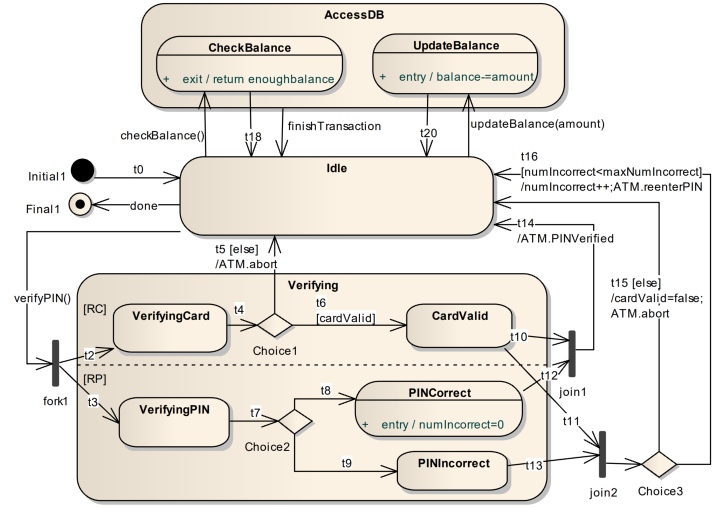 AccessDB
CheckBalance
+ exit / return enoughbalance
UpdateBalance
+ entry / balance-=amount
checkBalance()
t18
finishTransaction
t20
updateBalance(amount)
Initial1
t0
Idle
t16
[numIncorrect<maxNumIncorrect]
/numIncorrect++;ATM.reenterPIN
Final1
done
t14
/ATM.PINVerified
t5 [else]
/ATM.abort
t15 [else]
/cardValid=false;
ATM.abort
verifyPIN()
Verifying
[RC]
VerifyingCard
t4
Choice1
t6
[cardValid]
CardValid
t10
t2
fork1
[RP]
t3
VerifyingPIN
t7
Choice2
t8
PINCorrect
+ entry / numIncorrect=0
t12
join1
t11
t9
PINIncorrect
t13
join2
Choice3